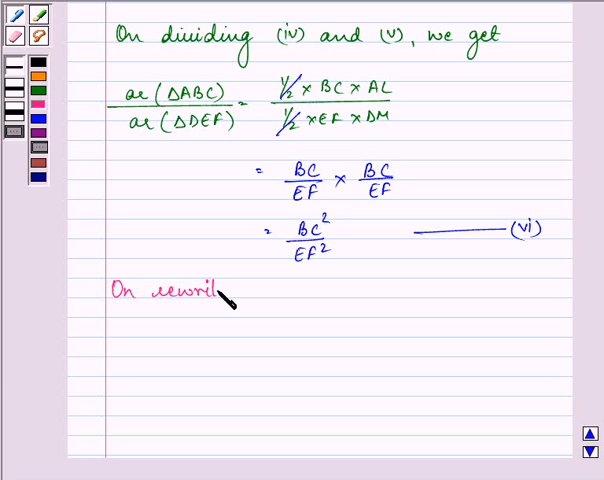 On dividing (iv) and (v), we get
ar(ΔABC)/ar(ΔDEF) = 1/2 × BC × AL / 1/2 × EF × DM
= BC/EF × BC/EF
= BC²/EF² ——— (vi)
On rewri